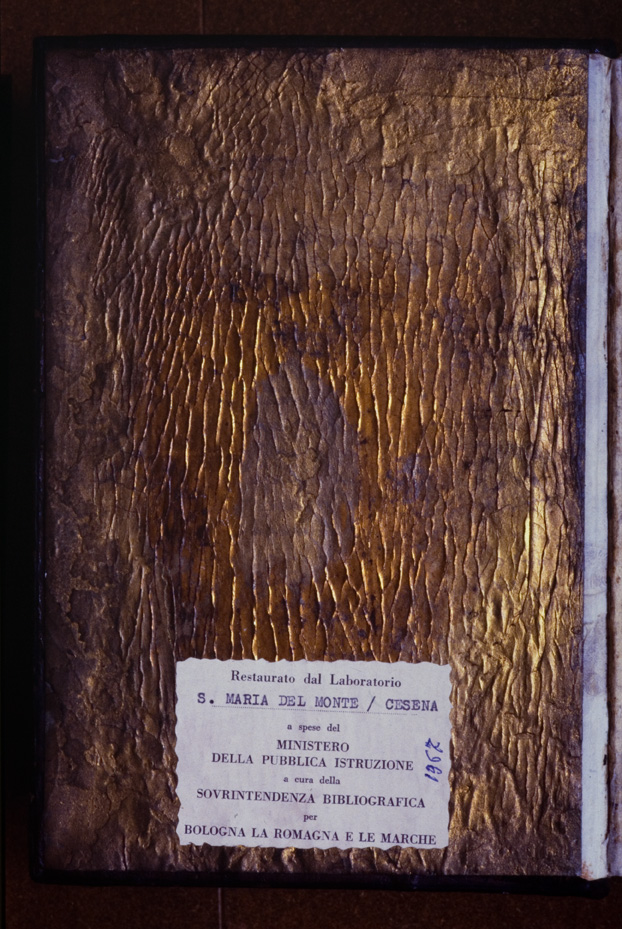 Restaurato dal Laboratorio
S. MARIA DEL MONTE / CESENA
a spese del
MINISTERO
DELLA PUBBLICA ISTRUZIONE
a cura della
SOVRINTENDENZA BIBLIOGRAFICA
per
BOLOGNA LA ROMAGNA E LE MARCHE
1962